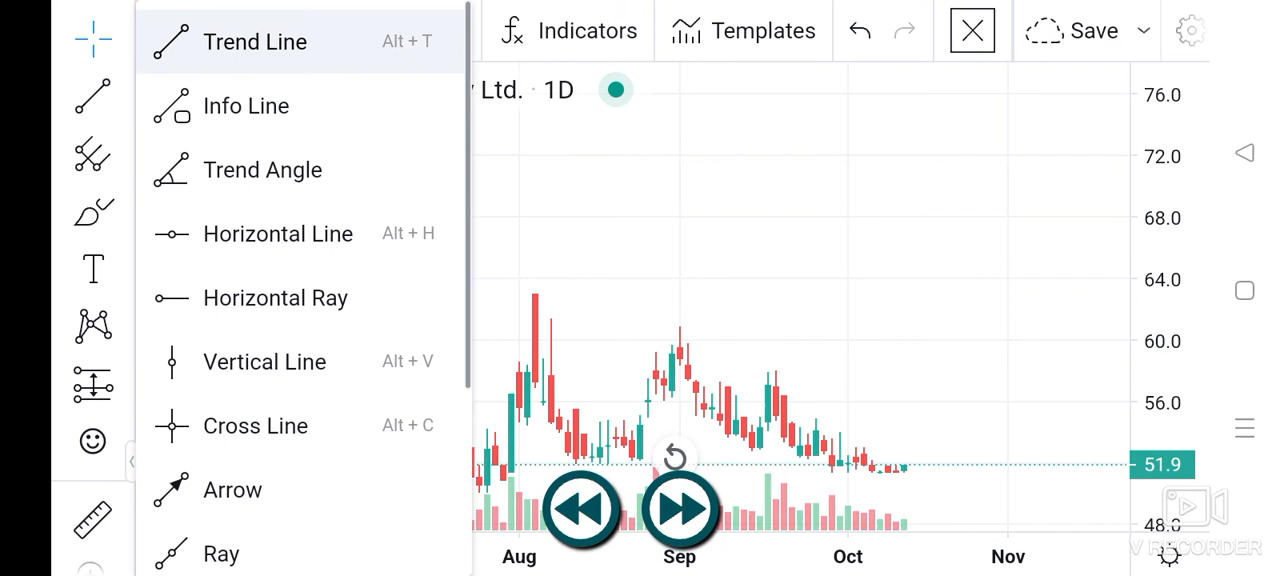 Trend Line Alt + T
Info Line
Trend Angle
Horizontal Line Alt + H
Horizontal Ray
Vertical Line Alt + V
Cross Line Alt + C
Arrow
Ray
Indicators
Templates
Save
Ltd. · 1D
76.0
72.0
68.0
64.0
60.0
56.0
51.9
48.0
Aug Sep Oct Nov
V RECORDER